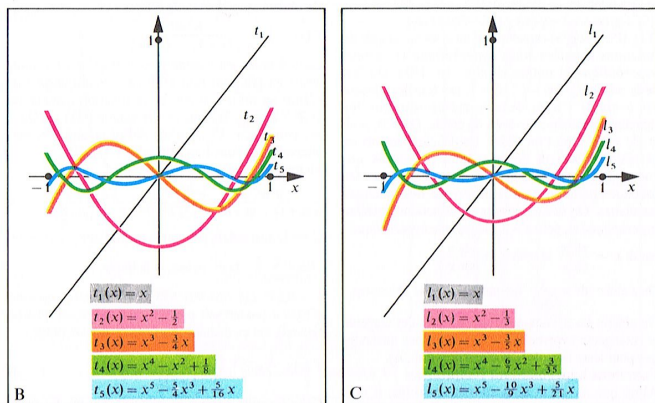 1
t₁
t₂
t₃
t₄
t₅
−1
1
x
t₁(x) = x
t₂(x) = x² − 1/2
t₃(x) = x³ − 3/4 x
t₄(x) = x⁴ − x² + 1/8
t₅(x) = x⁵ − 5/4 x³ + 5/16 x
B
1
l₁
l₂
l₃
l₄
l₅
−1
1
x
l₁(x) = x
l₂(x) = x² − 1/3
l₃(x) = x³ − 3/5 x
l₄(x) = x⁴ − 6/7 x² + 3/35
l₅(x) = x⁵ − 10/9 x³ + 5/21 x
C